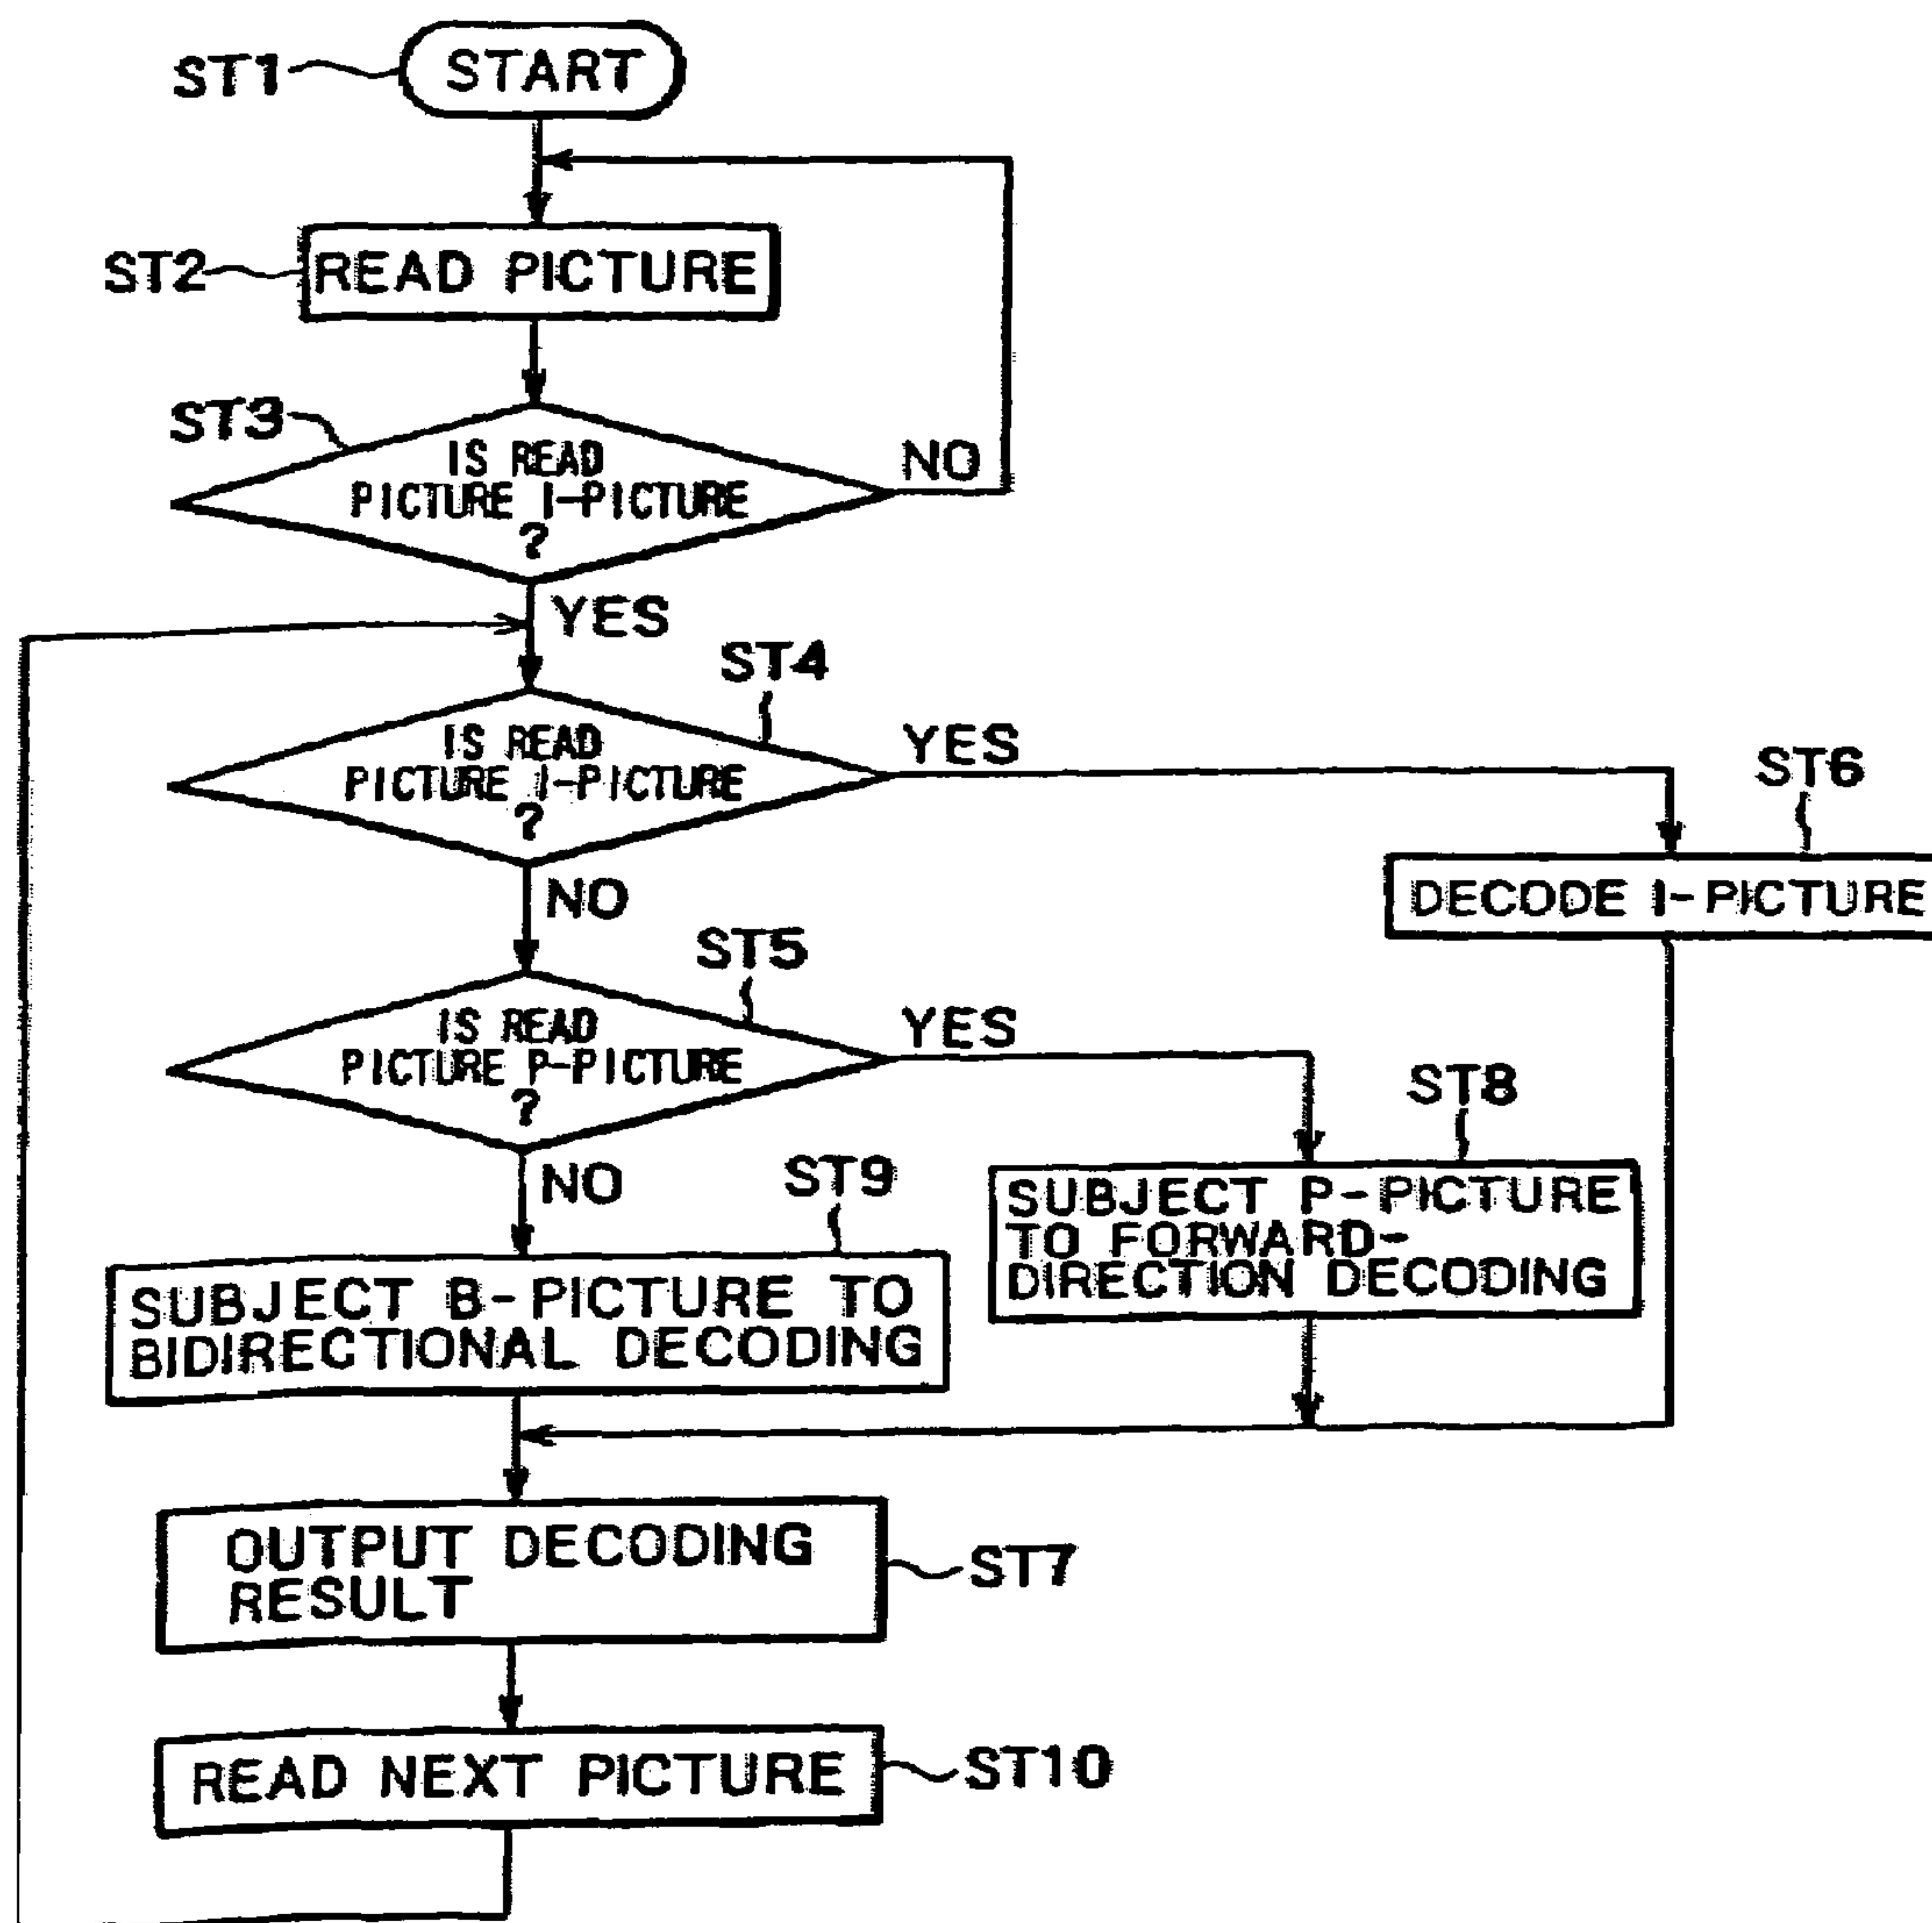 ST1
START
ST2
READ PICTURE
ST3
IS READ
PICTURE I-PICTURE
?
NO
YES
ST4
IS READ
PICTURE I-PICTURE
?
YES
ST6
DECODE I-PICTURE
NO
ST5
IS READ
PICTURE P-PICTURE
?
YES
ST8
SUBJECT P-PICTURE
TO FORWARD-
DIRECTION DECODING
NO
ST9
SUBJECT B-PICTURE TO
BIDIRECTIONAL DECODING
OUTPUT DECODING
RESULT
ST7
READ NEXT PICTURE
ST10